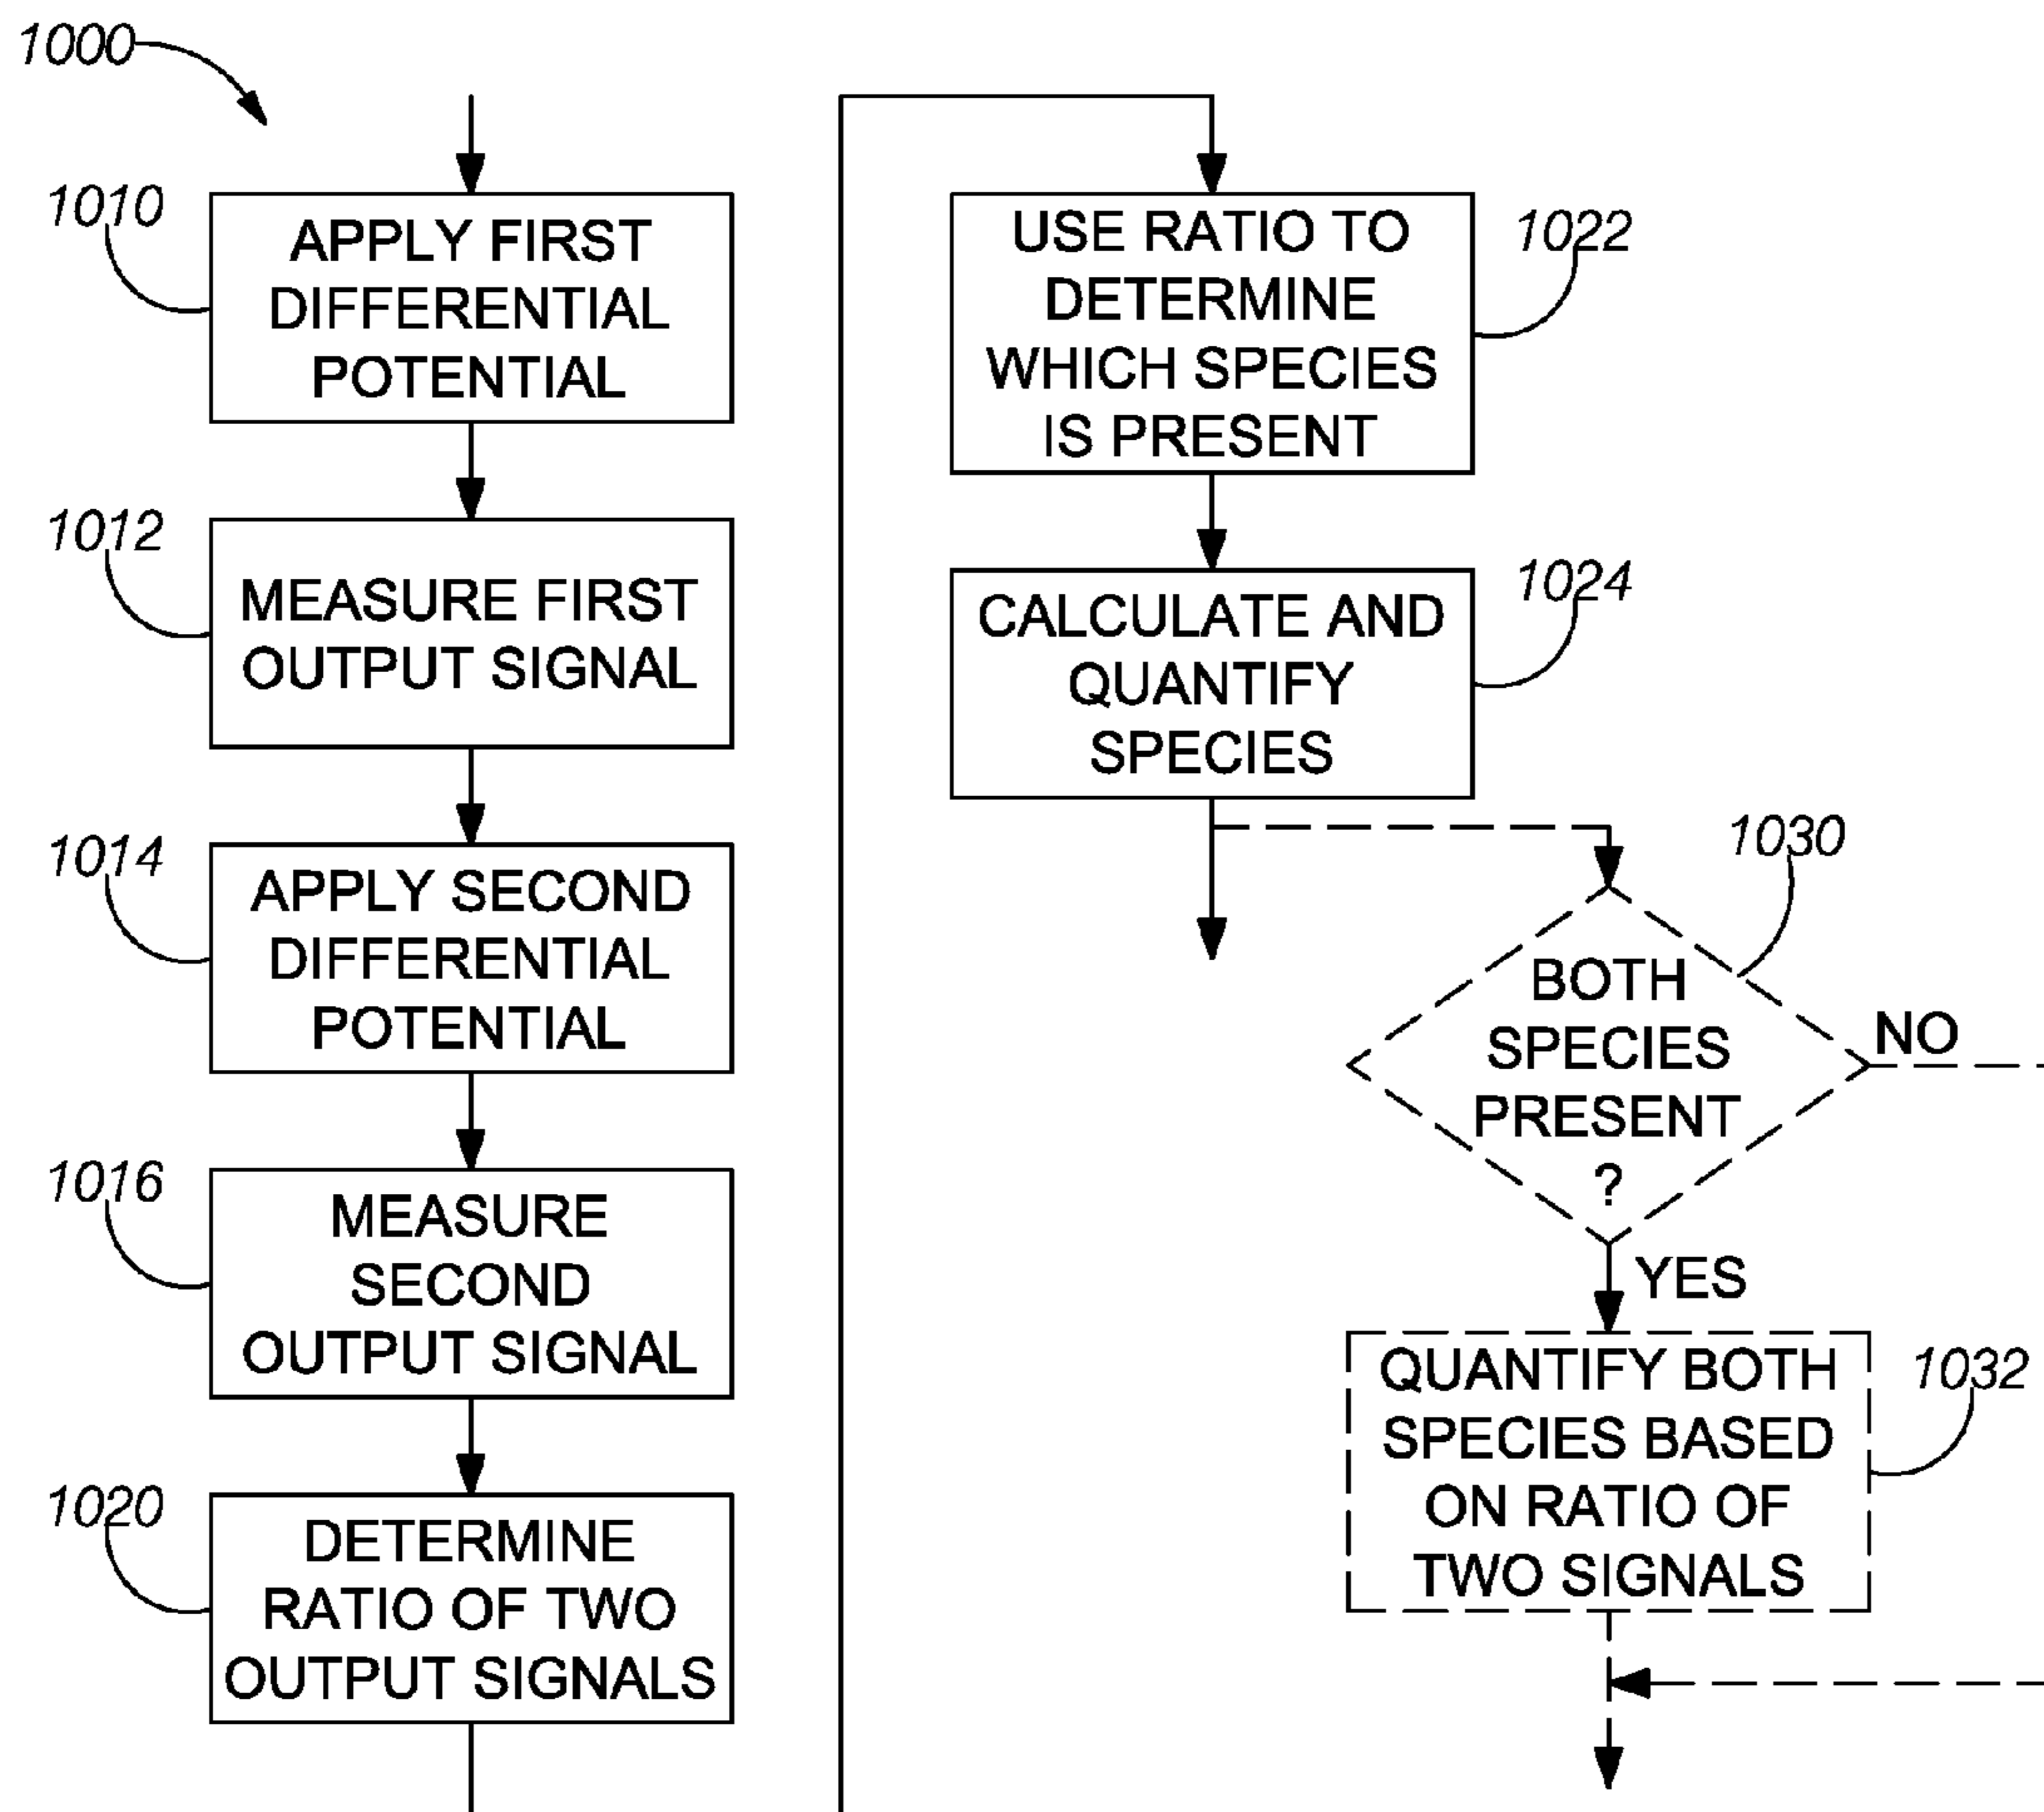 1000
1010
APPLY FIRST
DIFFERENTIAL
POTENTIAL
1012
MEASURE FIRST
OUTPUT SIGNAL
1014
APPLY SECOND
DIFFERENTIAL
POTENTIAL
1016
MEASURE
SECOND
OUTPUT SIGNAL
1020
DETERMINE
RATIO OF TWO
OUTPUT SIGNALS
USE RATIO TO
DETERMINE
WHICH SPECIES
IS PRESENT
1022
CALCULATE AND
QUANTIFY
SPECIES
1024
1030
BOTH
SPECIES
PRESENT
?
NO
YES
QUANTIFY BOTH
SPECIES BASED
ON RATIO OF
TWO SIGNALS
1032